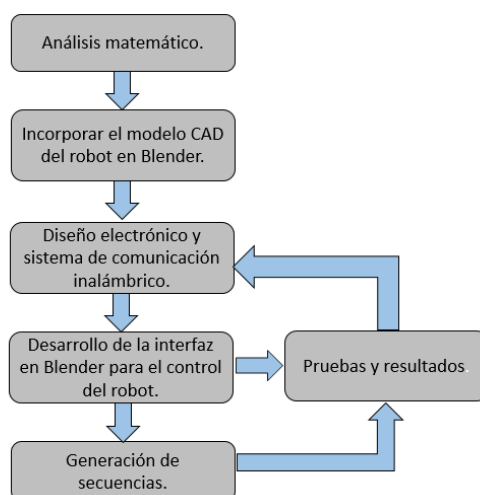 Análisis matemático.
Incorporar el modelo CAD
del robot en Blender.
Diseño electrónico y
sistema de comunicación
inalámbrico.
Desarrollo de la interfaz
en Blender para el control
del robot.
Pruebas y resultados.
Generación de
secuencias.